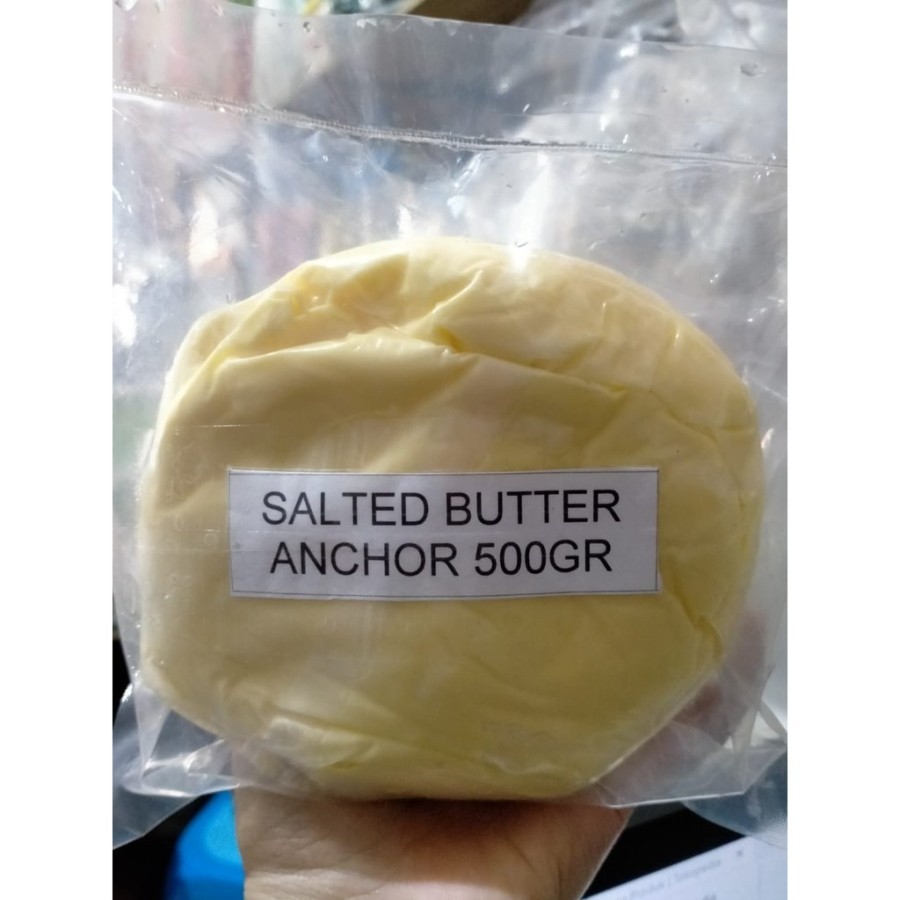 SALTED BUTTER
ANCHOR 500GR